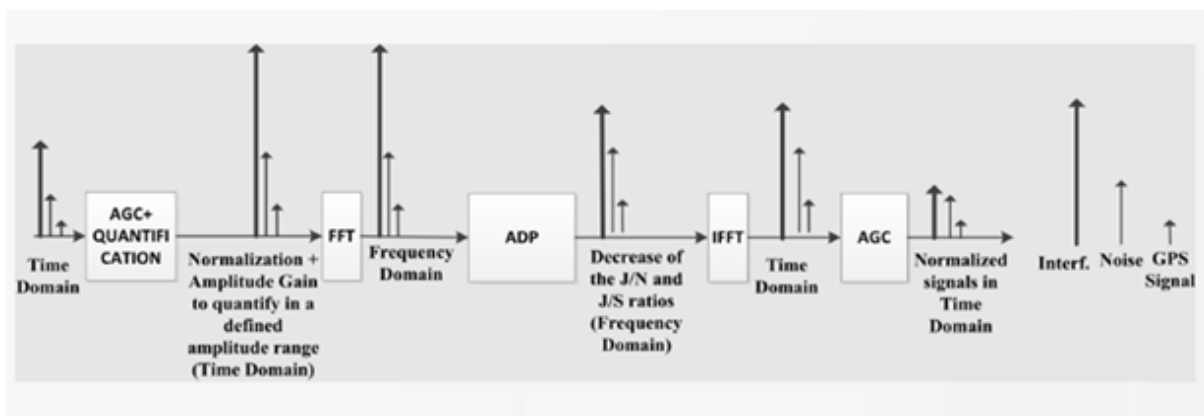 Time
Domain
AGC+
QUANTIFI
CATION
Normalization +
Amplitude Gain
to quantify in a
defined
amplitude range
(Time Domain)
FFT
Frequency
Domain
ADP
Decrease of
the J/N and
J/S ratios
(Frequency
Domain)
IFFT
Time
Domain
AGC
Normalized
signals in
Time
Domain
Interf.
Noise
GPS
Signal